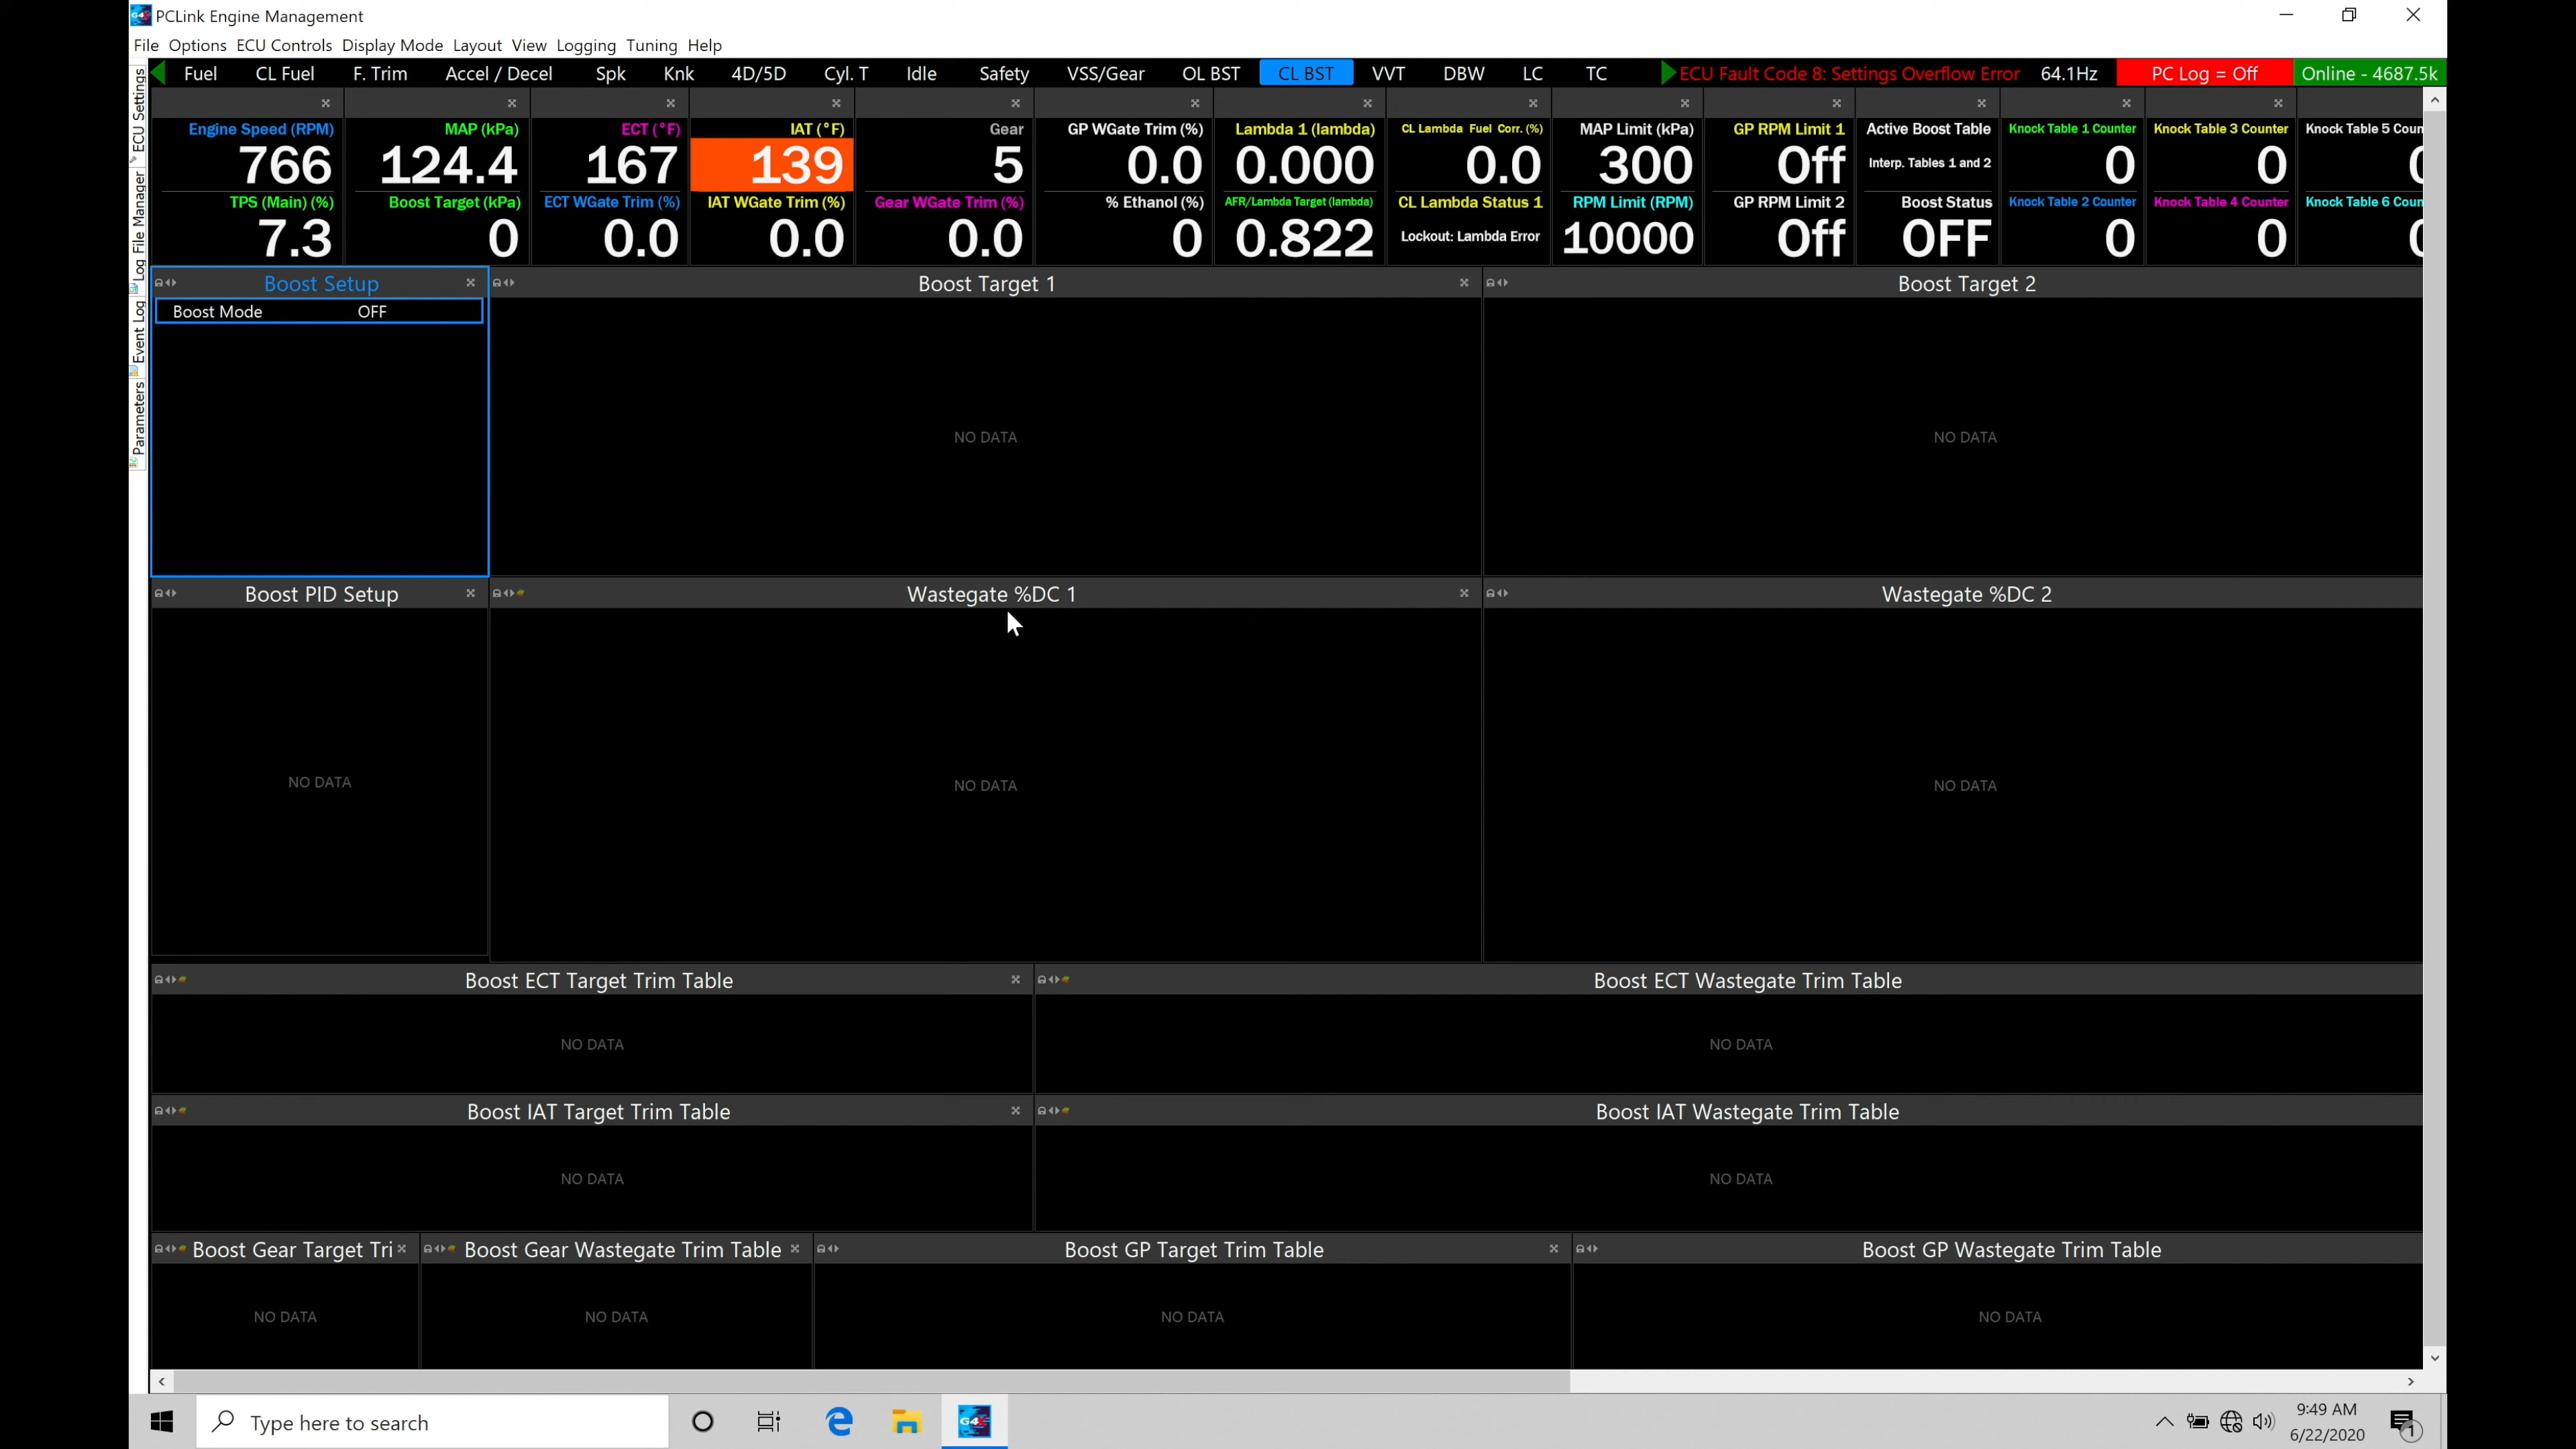 PCLink Engine Management
File Options ECU Controls Display Mode Layout View Logging Tuning Help
Fuel CL Fuel F. Trim Accel / Decel Spk Knk 4D/5D Cyl. T Idle Safety VSS/Gear OL BST CL BST VVT DBW LC TC ECU Fault Code 8: Settings Overflow Error 64.1Hz PC Log = Off Online - 4687.5k
ECU Settings
Log File Manager
Event Log
Parameters
Engine Speed (RPM) MAP (kPa) ECT (°F) IAT (°F) Gear GP WGate Trim (%) Lambda 1 (lambda) CL Lambda Fuel Corr. (%) MAP Limit (kPa) GP RPM Limit 1 Active Boost Table Knock Table 1 Counter Knock Table 3 Counter Knock Table 5 Coun
766 124.4 167 139 5 0.0 0.000 0.0 300 Off Interp. Tables 1 and 2 0 0 0
TPS (Main) (%) Boost Target (kPa) ECT WGate Trim (%) IAT WGate Trim (%) Gear WGate Trim (%) % Ethanol (%) AFR/Lambda Target (lambda) CL Lambda Status 1 RPM Limit (RPM) GP RPM Limit 2 Boost Status Knock Table 2 Counter Knock Table 4 Counter Knock Table 6 Coun
7.3 0 0.0 0.0 0.0 0 0.822 Lockout: Lambda Error 10000 Off OFF 0 0 0
Boost Setup Boost Target 1 Boost Target 2
Boost Mode OFF
NO DATA NO DATA
Boost PID Setup Wastegate %DC 1 Wastegate %DC 2
NO DATA NO DATA NO DATA
Boost ECT Target Trim Table Boost ECT Wastegate Trim Table
NO DATA NO DATA
Boost IAT Target Trim Table Boost IAT Wastegate Trim Table
NO DATA NO DATA
Boost Gear Target Tri Boost Gear Wastegate Trim Table Boost GP Target Trim Table Boost GP Wastegate Trim Table
NO DATA NO DATA NO DATA NO DATA
Type here to search
G4X
9:49 AM
6/22/2020
1